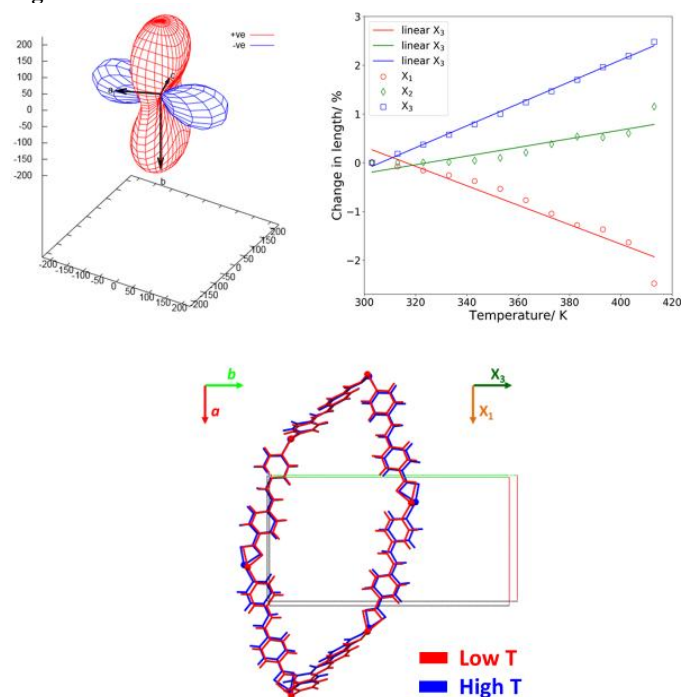 +ve
-ve
200
150
100
50
0
-50
-100
-150
-200
a
c
b
-200 -150 -100 -50 0 50 100 150 200
200
150
100
50
0
-50
-100
-150
-200
linear X₃
linear X₃
linear X₃
X₁
X₂
X₃
Change in length/ %
3
2
1
0
−1
−2
300 320 340 360 380 400 420
Temperature/ K
b
a
X₃
X₁
Low T
High T